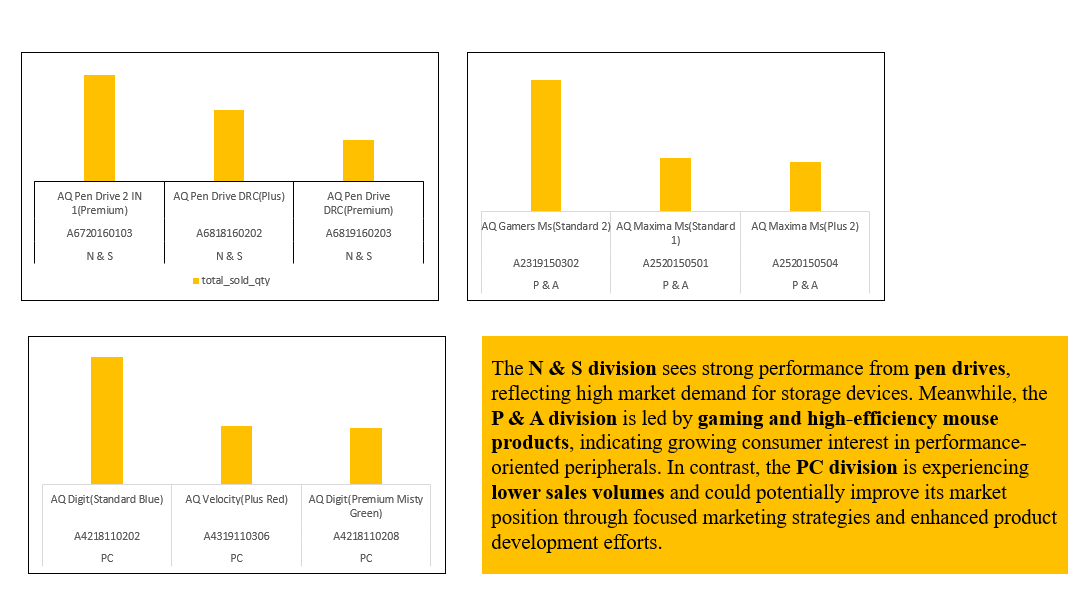 AQ Pen Drive 2 IN 1(Premium)
AQ Pen Drive DRC(Plus)
AQ Pen Drive DRC(Premium)
A6720160103 A6818160202 A6819160203
N & S N & S N & S
total_sold_qty
AQ Gamers Ms(Standard 2)
AQ Maxima Ms(Standard 1)
AQ Maxima Ms(Plus 2)
A2319150302 A2520150501 A2520150504
P & A P & A P & A
AQ Digit(Standard Blue)
AQ Velocity(Plus Red)
AQ Digit(Premium Misty Green)
A4218110202 A4319110306 A4218110208
PC PC PC
The N & S division sees strong performance from pen drives,
reflecting high market demand for storage devices. Meanwhile, the
P & A division is led by gaming and high-efficiency mouse
products, indicating growing consumer interest in performance-
oriented peripherals. In contrast, the PC division is experiencing
lower sales volumes and could potentially improve its market
position through focused marketing strategies and enhanced product
development efforts.